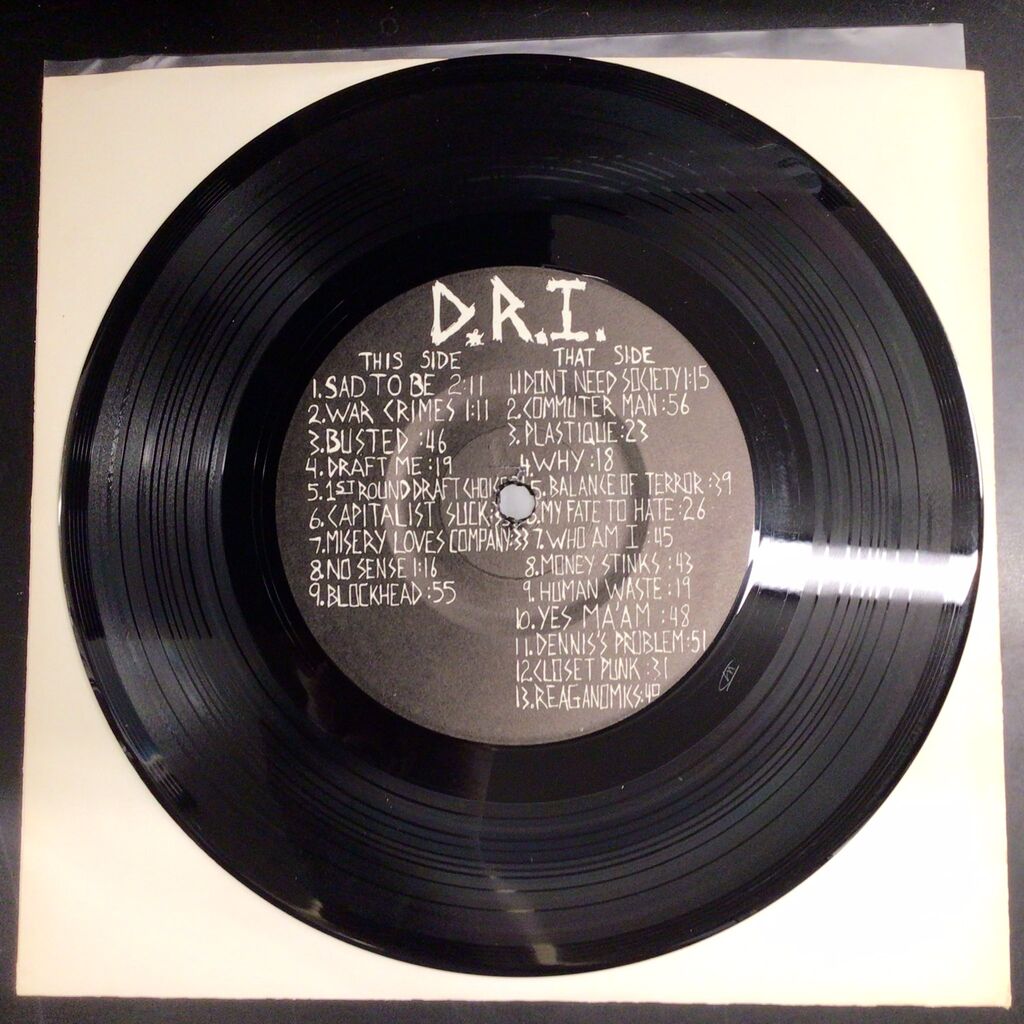 D.R.I.
THIS SIDE
1.SAD TO BE 2:11
2.WAR CRIMES 1:11
3.BUSTED :46
4.DRAFT ME :19
5.1ST ROUND DRAFT
6.CAPITALIST SUCK
7.MISERY LOVES COMPANY:33
8.NO SENSE 1:16
9.BLOCKHEAD :55
THAT SIDE
1.I DONT NEED SOCIETY 1:15
2.COMMUTER MAN :56
3.PLASTIQUE :23
4.WHY :18
5.BALANCE OF TERROR :39
6.MY FATE TO HATE :26
7.WHO AM I :45
8.MONEY STINKS :43
9.HUMAN WASTE :19
10.YES MA'AM :48
11.DENNIS'S PROBLEM :51
12.CLOSET PUNK :31
13.REAGANOMICS :40